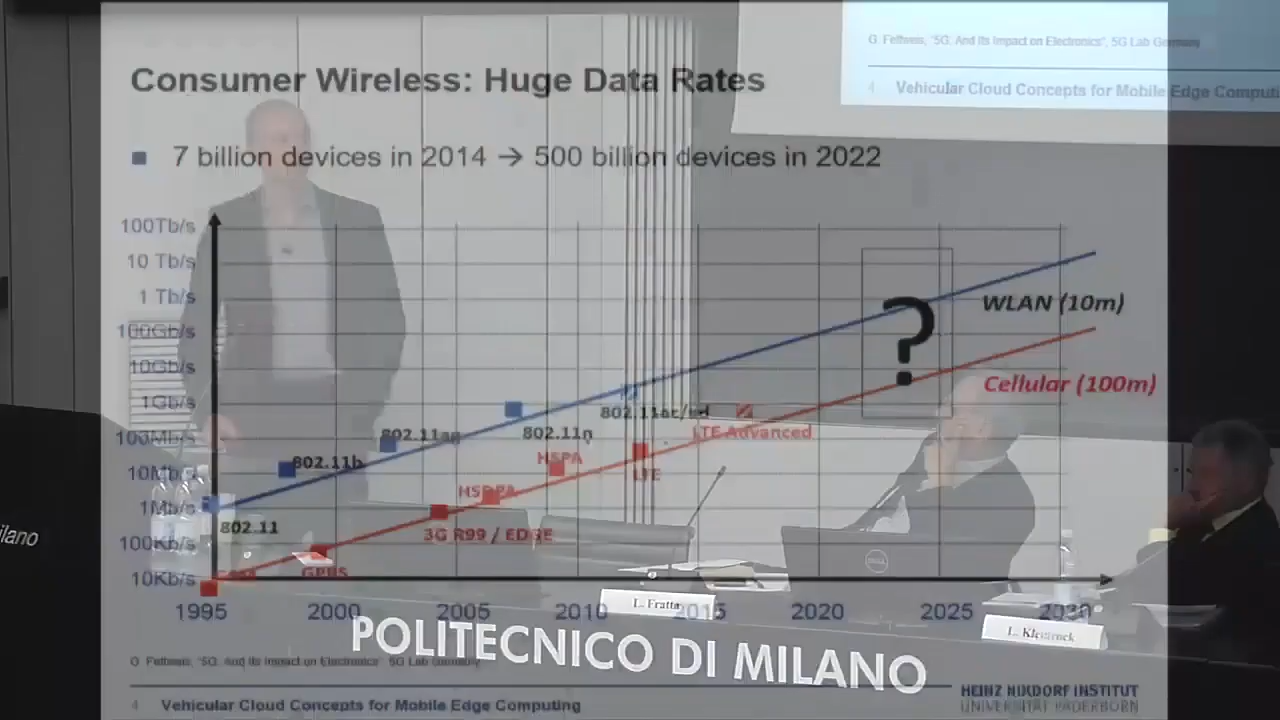 G. Fettweis, "5G. And Its Impact on Electronics", 5G Lab Germany
4 Vehicular Cloud Concepts for Mobile Edge Computi
Consumer Wireless: Huge Data Rates
7 billion devices in 2014 → 500 billion devices in 2022
100Tb/s
10 Tb/s
1 Tb/s
100Gb/s
10Gb/s
1Gb/s
100Mb/s
10Mb/s
1Mb/s
100Kb/s
10Kb/s
WLAN (10m)
?
Cellular (100m)
802.11ac/ad
LTE Advanced
802.11ag
802.11n
HSPA
LTE
802.11b
HSDPA
802.11
3G R99 / EDGE
GPRS
ilano
DELL
1995 2000 2005 2010 2015 2020 2025 2030
L. Fratta
POLITECNICO DI MILANO
G. Fettweis, "5G. And Its Impact on Electronics", 5G Lab Germany
HEINZ NIXDORF INSTITUT
UNIVERSITÄT PADERBORN
4 Vehicular Cloud Concepts for Mobile Edge Computing